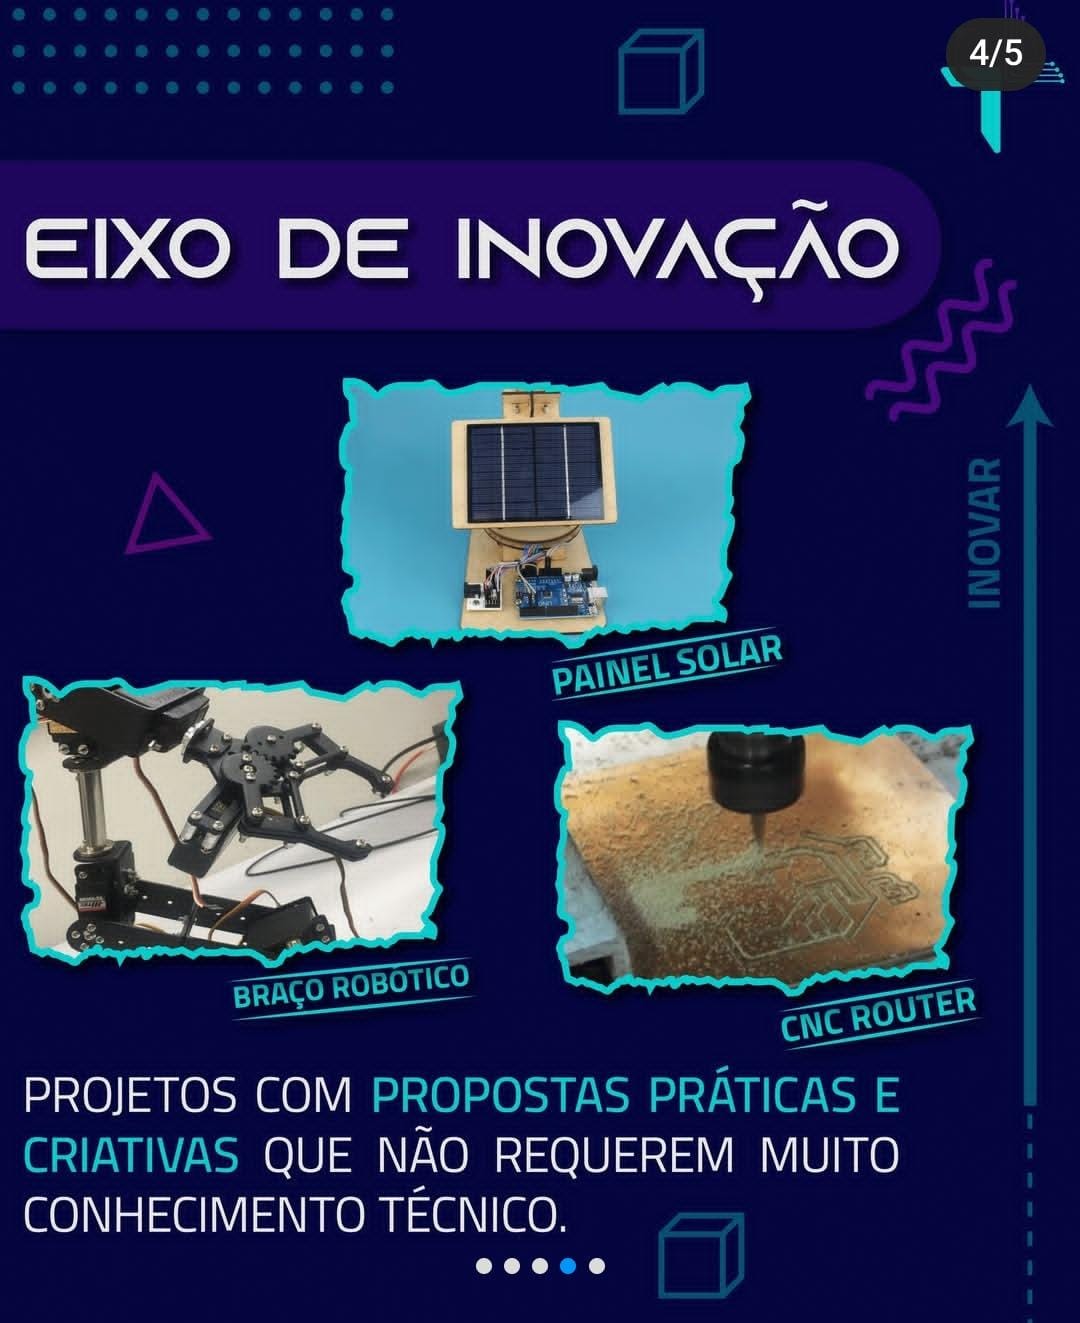 4/5
EIXO DE INOVAÇÃO
INOVAR
PAINEL SOLAR
BRAÇO ROBÓTICO
CNC ROUTER
PROJETOS COM PROPOSTAS PRÁTICAS E
CRIATIVAS QUE NÃO REQUEREM MUITO
CONHECIMENTO TÉCNICO.